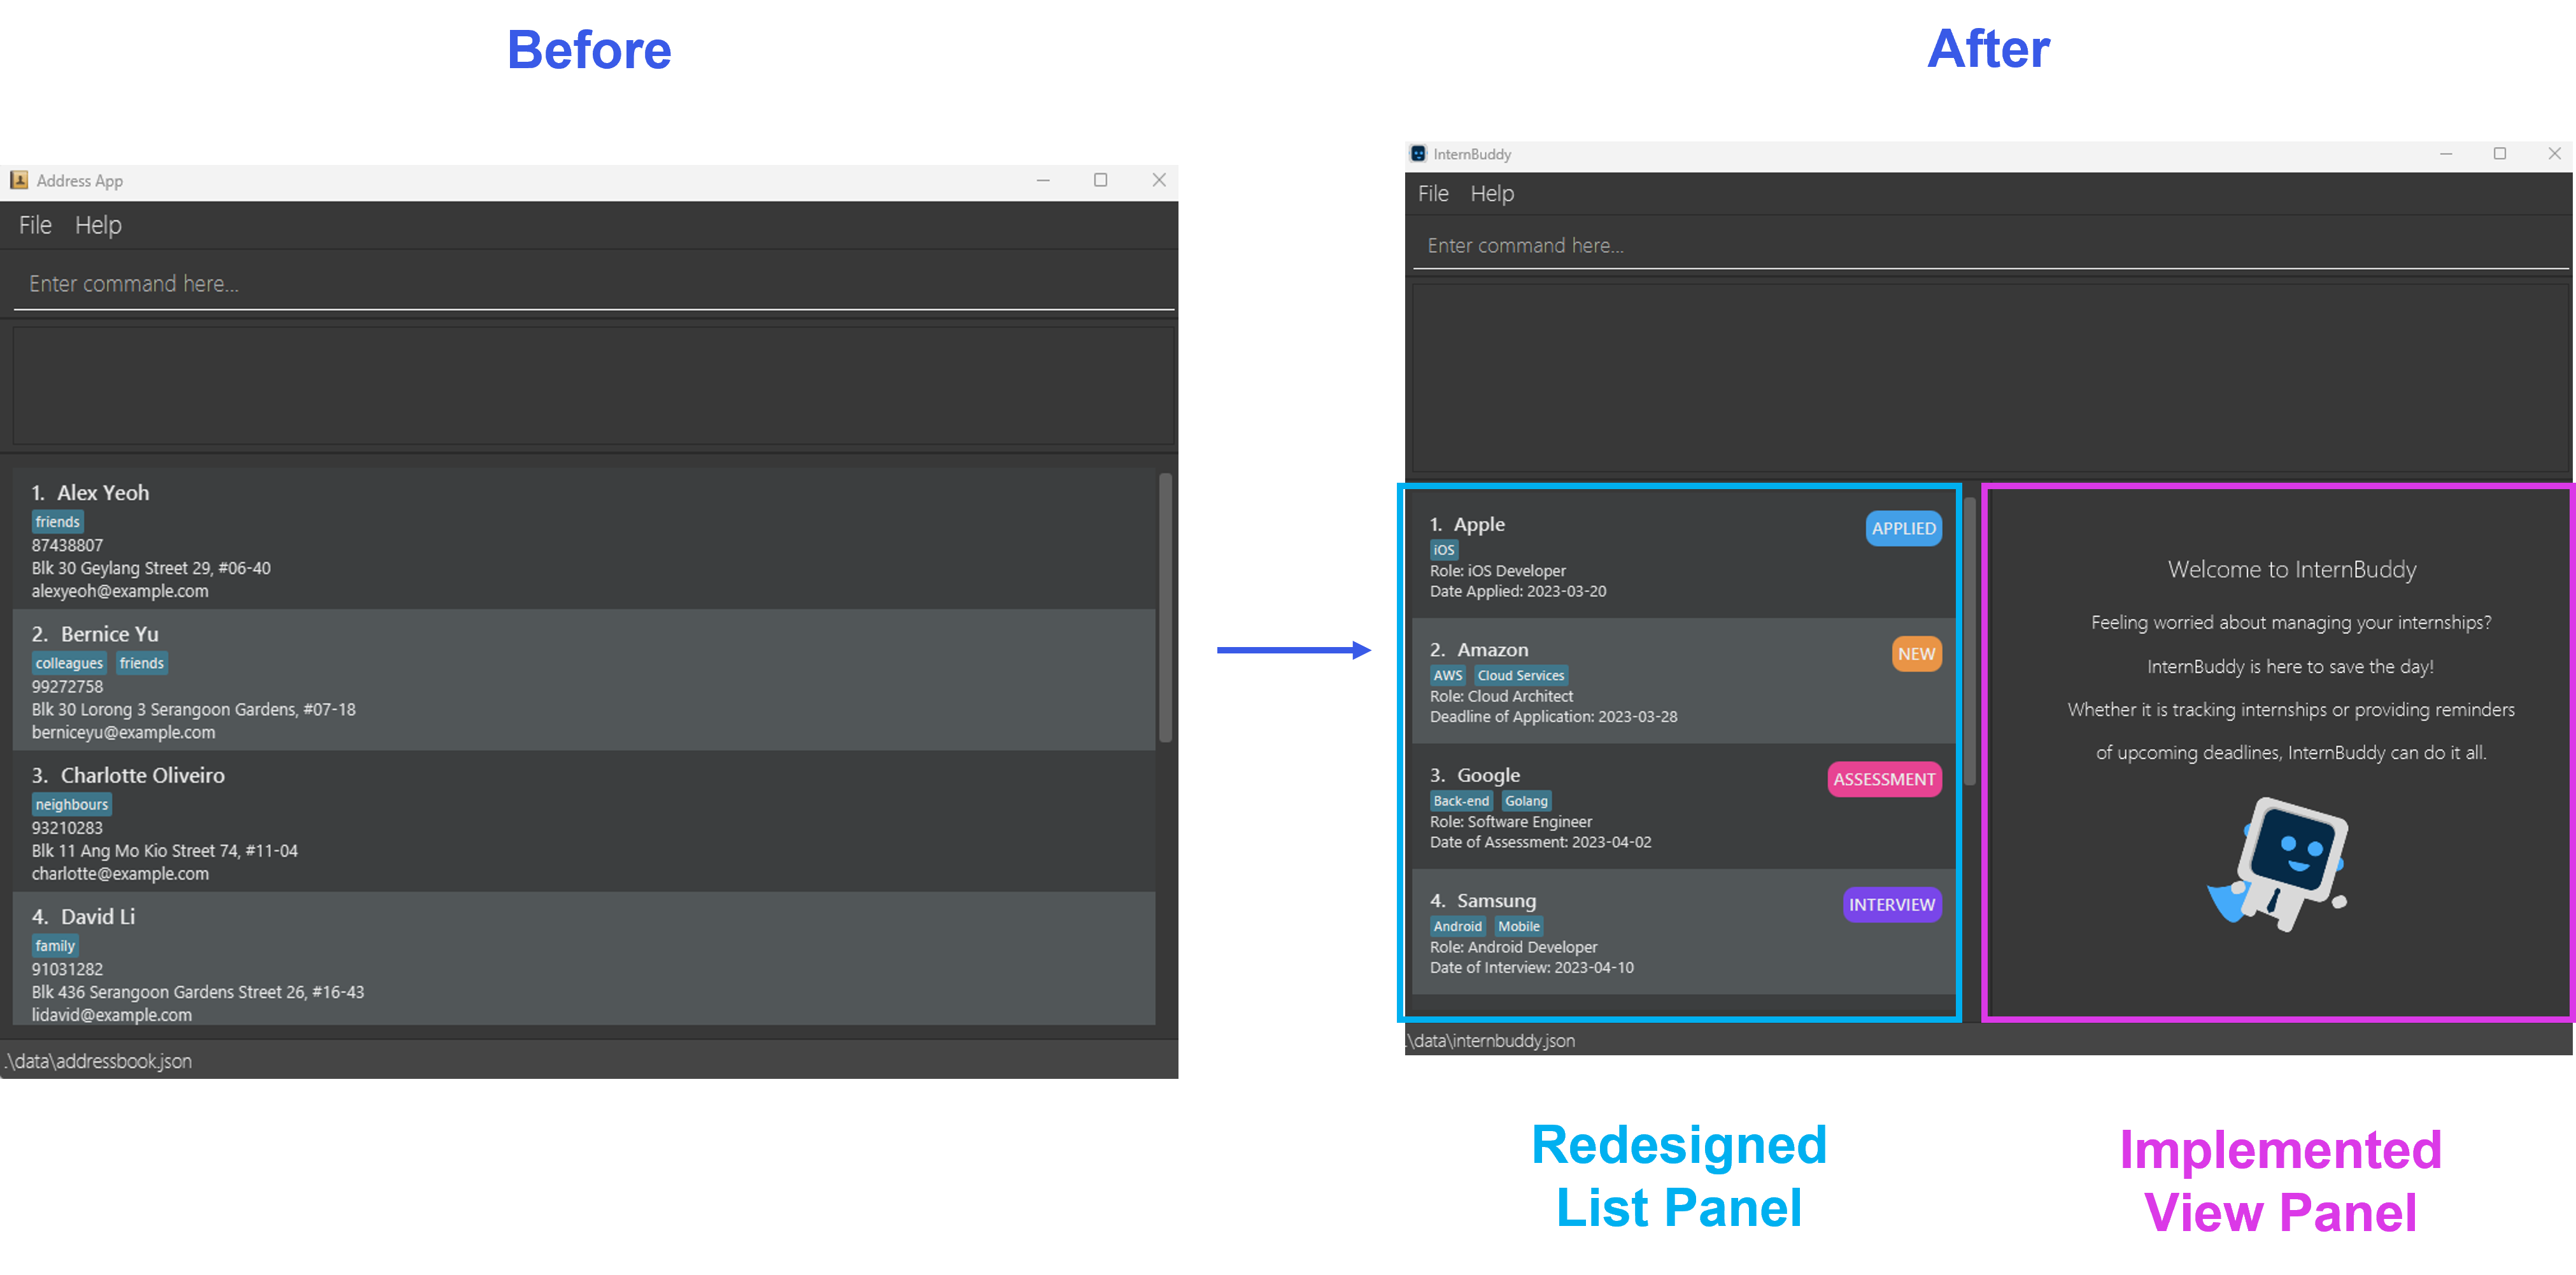 Before
After
Address App
File Help
Enter command here...
1. Alex Yeoh
friends
87438807
Blk 30 Geylang Street 29, #06-40
alexyeoh@example.com
2. Bernice Yu
colleagues friends
99272758
Blk 30 Lorong 3 Serangoon Gardens, #07-18
berniceyu@example.com
3. Charlotte Oliveiro
neighbours
93210283
Blk 11 Ang Mo Kio Street 74, #11-04
charlotte@example.com
4. David Li
family
91031282
Blk 436 Serangoon Gardens Street 26, #16-43
lidavid@example.com
.\data\addressbook.json
InternBuddy
File Help
Enter command here...
1. Apple
APPLIED
iOS
Role: iOS Developer
Date Applied: 2023-03-20
2. Amazon
NEW
AWS Cloud Services
Role: Cloud Architect
Deadline of Application: 2023-03-28
3. Google
ASSESSMENT
Back-end Golang
Role: Software Engineer
Date of Assessment: 2023-04-02
4. Samsung
INTERVIEW
Android Mobile
Role: Android Developer
Date of Interview: 2023-04-10
Welcome to InternBuddy
Feeling worried about managing your internships?
InternBuddy is here to save the day!
Whether it is tracking internships or providing reminders
of upcoming deadlines, InternBuddy can do it all.
.\data\internbuddy.json
Redesigned
List Panel
Implemented
View Panel